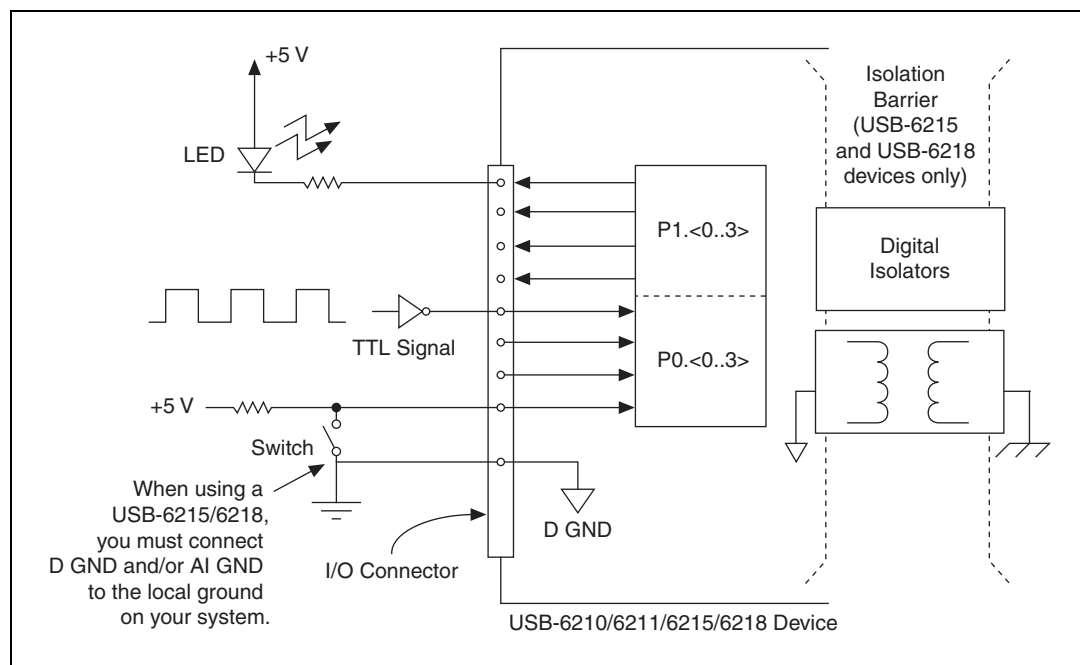 +5 V
LED
Isolation
Barrier
(USB-6215
and USB-6218
devices only)
P1.<0..3>
Digital
Isolators
TTL Signal
P0.<0..3>
+5 V
Switch
When using a
USB-6215/6218,
you must connect
D GND and/or AI GND
to the local ground
on your system.
I/O Connector
D GND
USB-6210/6211/6215/6218 Device